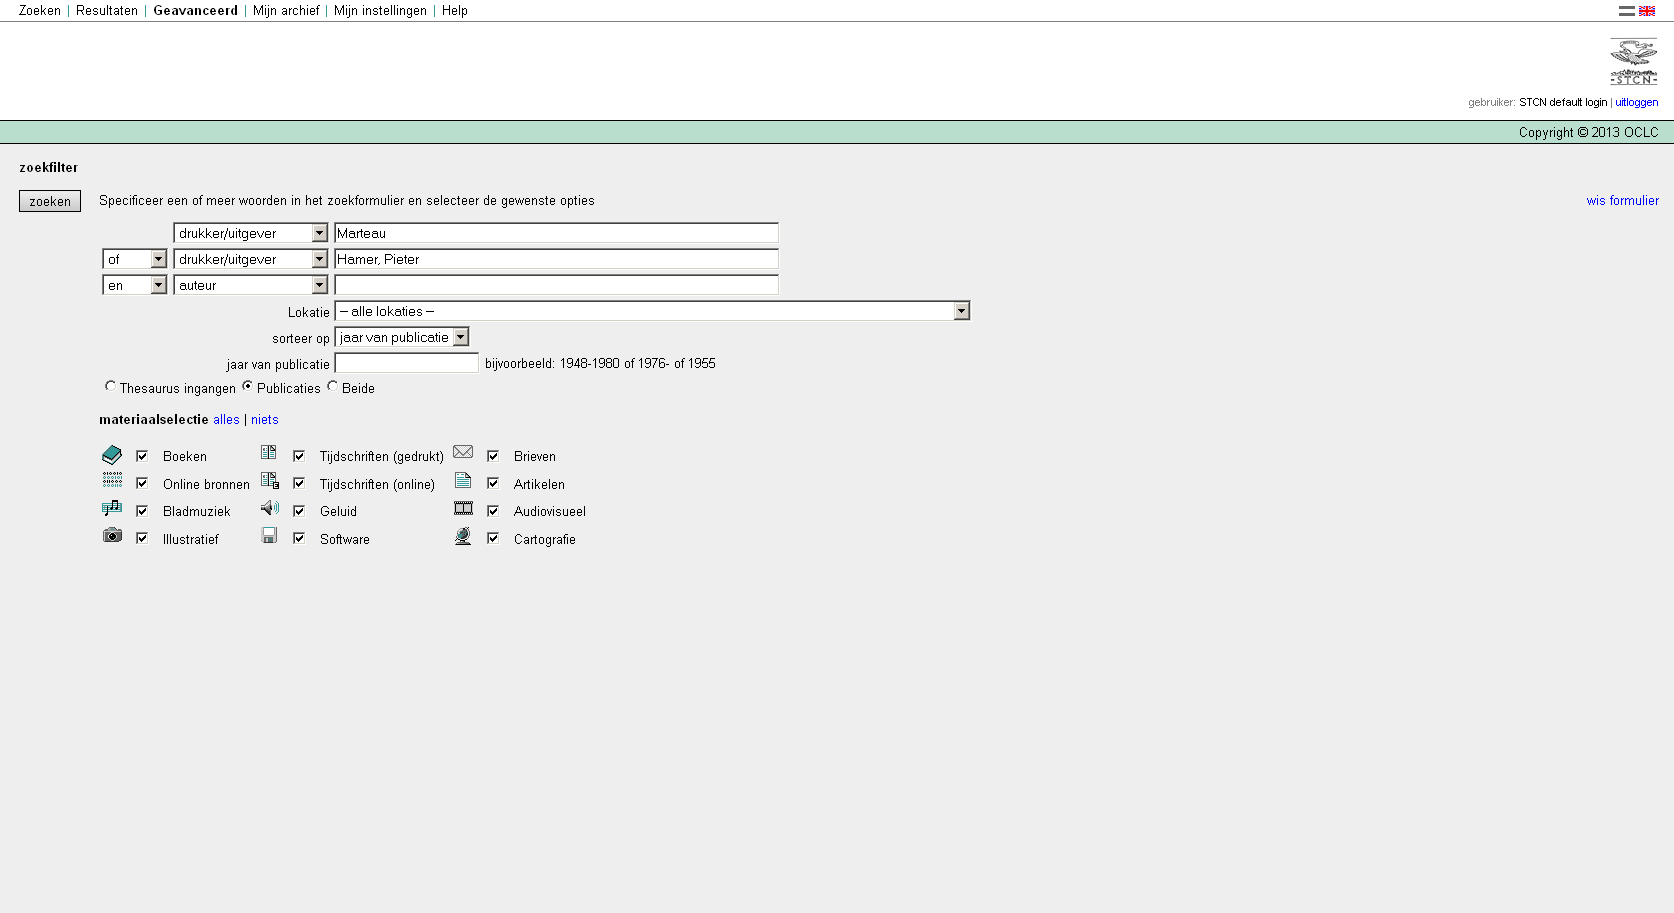 Zoeken | Resultaten | Geavanceerd | Mijn archief | Mijn instellingen | Help
-STCN-
gebruiker: STCN default login | uitloggen
Copyright © 2013 OCLC
zoekfilter
zoeken Specificeer een of meer woorden in het zoekformulier en selecteer de gewenste opties wis formulier
drukker/uitgever Marteau
of drukker/uitgever Hamer, Pieter
en auteur
Lokatie -- alle lokaties --
sorteer op jaar van publicatie
jaar van publicatie bijvoorbeeld: 1948-1980 of 1976- of 1955
Thesaurus ingangen Publicaties Beide
materiaalselectie alles | niets
Boeken Tijdschriften (gedrukt) Brieven
Online bronnen Tijdschriften (online) Artikelen
Bladmuziek Geluid Audiovisueel
Illustratief Software Cartografie